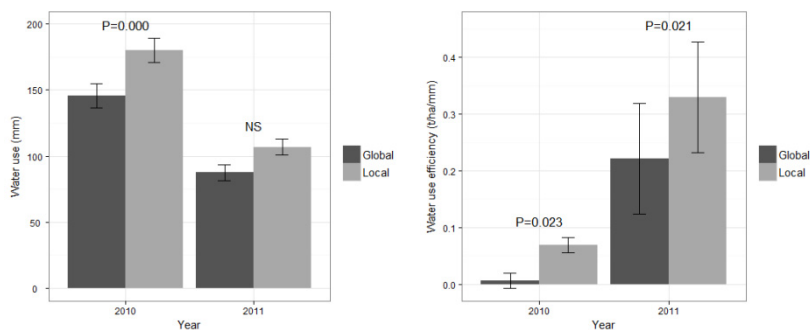 P=0.000
NS
200
150
100
50
0
Water use (mm)
2010
2011
Year
Global
Local
P=0.021
P=0.023
0.4
0.3
0.2
0.1
0.0
Water use efficiency (t/ha/mm)
2010
2011
Year
Global
Local